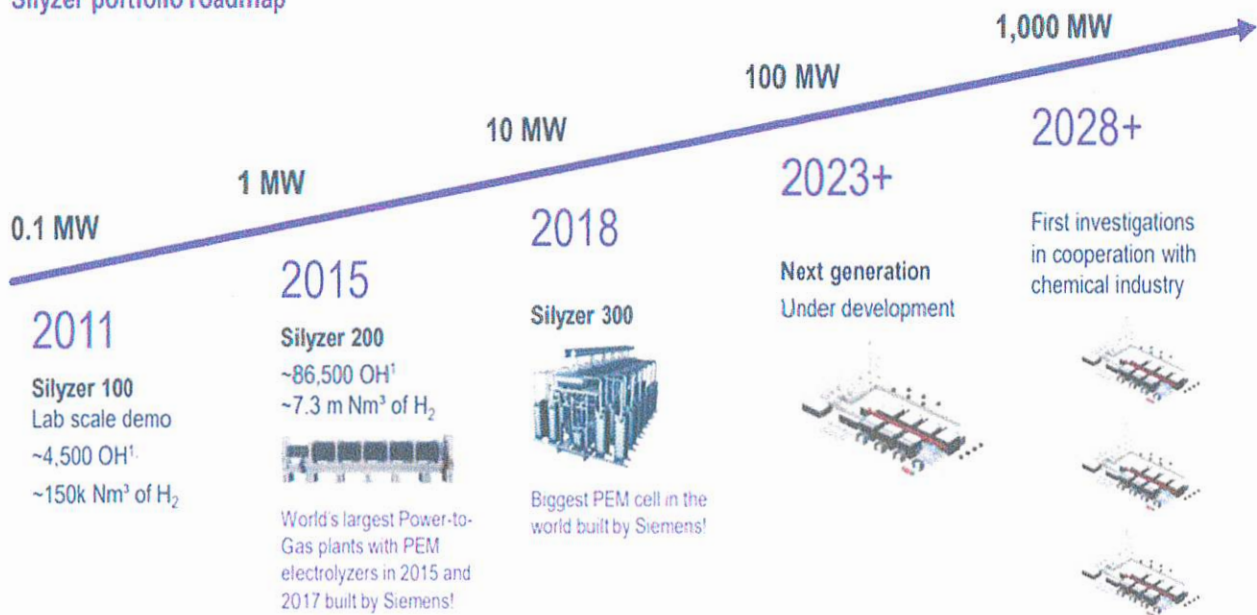 Silyzer portfolio roadmap
0.1 MW
1 MW
10 MW
100 MW
1,000 MW
2011
Silyzer 100
Lab scale demo
~4,500 OH¹
~150k Nm³ of H₂
2015
Silyzer 200
~86,500 OH¹
~7.3 m Nm³ of H₂
World's largest Power-to-
Gas plants with PEM
electrolyzers in 2015 and
2017 built by Siemens!
2018
Silyzer 300
Biggest PEM cell in the
world built by Siemens!
2023+
Next generation
Under development
2028+
First investigations
in cooperation with
chemical industry